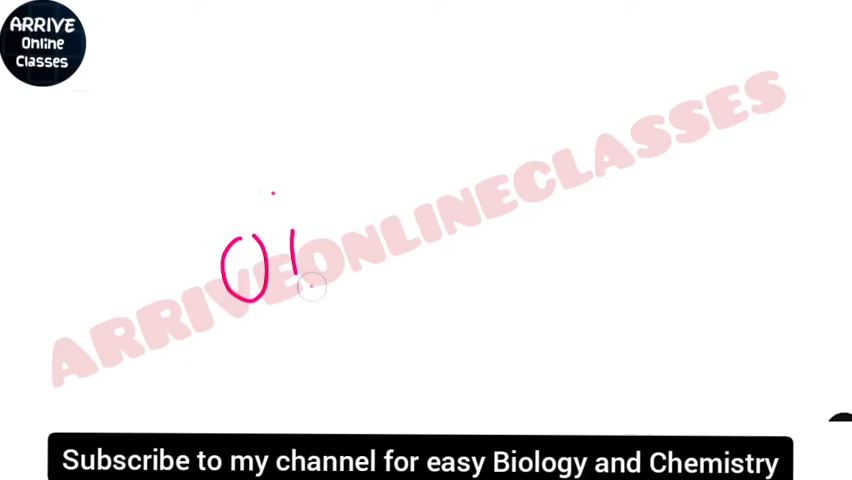 ARRIVE
Online
Classes
ARRIVEONLINECLASSES
Subscribe to my channel for easy Biology and Chemistry